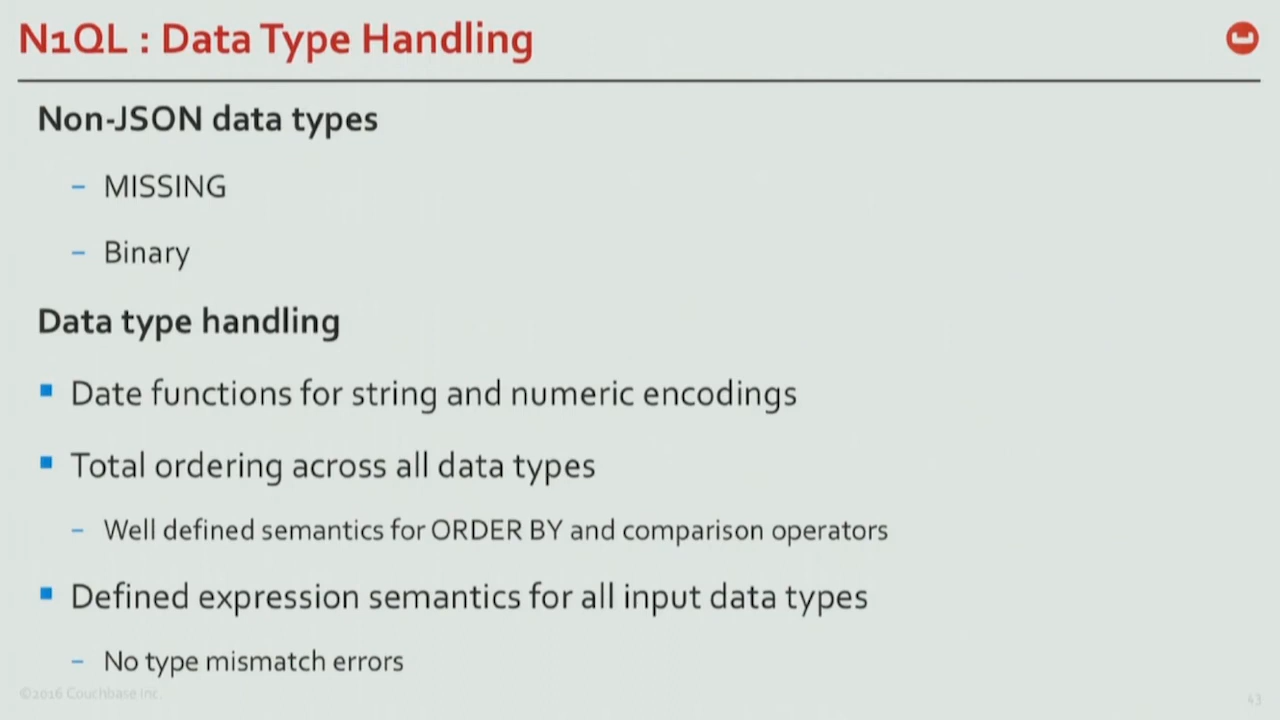 N1QL : Data Type Handling
Non-JSON data types
– MISSING
– Binary
Data type handling
▪ Date functions for string and numeric encodings
▪ Total ordering across all data types
– Well defined semantics for ORDER BY and comparison operators
▪ Defined expression semantics for all input data types
– No type mismatch errors
©2016 Couchbase Inc.
43